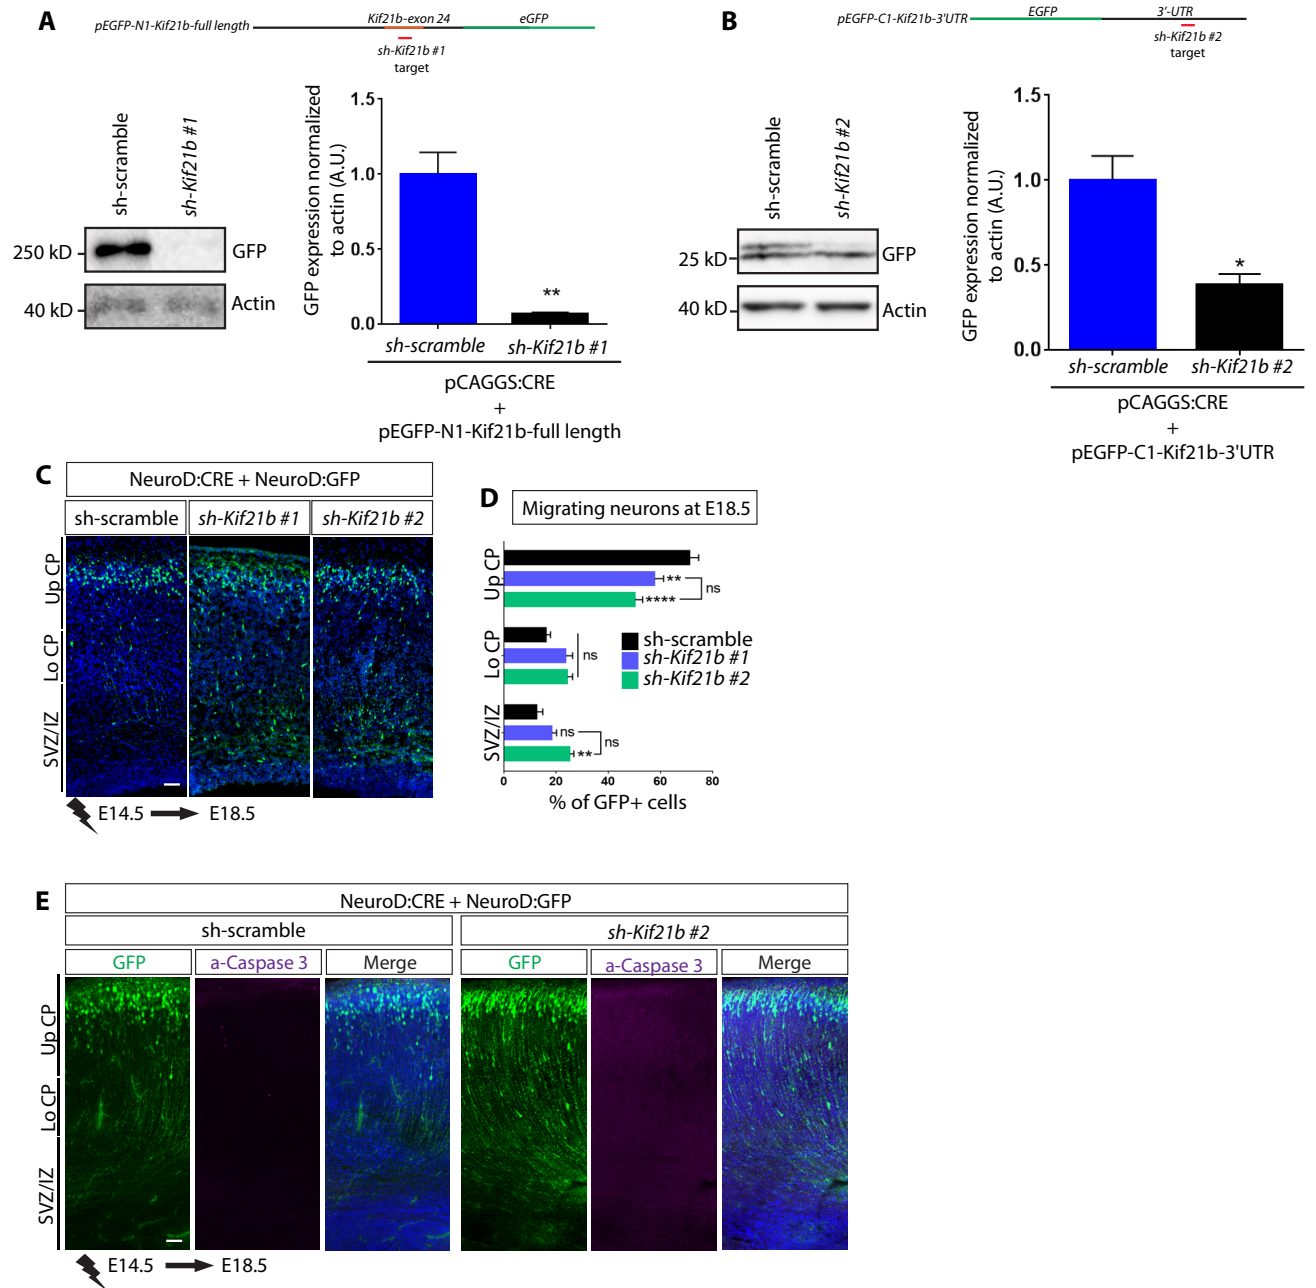 A
pEGFP-N1-Kif21b-full length
Kif21b-exon 24
eGFP
sh-Kif21b #1
target
sh-scramble
sh-Kif21b #1
250 kD
GFP
40 kD
Actin
GFP expression normalized
to actin (A.U.)
1.5
1.0
0.5
0.0
**
sh-scramble
sh-Kif21b #1
pCAGGS:CRE
+
pEGFP-N1-Kif21b-full length
B
pEGFP-C1-Kif21b-3'UTR
EGFP
3'-UTR
sh-Kif21b #2
target
sh-scramble
sh-Kif21b #2
25 kD
GFP
40 kD
Actin
GFP expression normalized
to actin (A.U.)
1.5
1.0
0.5
0.0
*
sh-scramble
sh-Kif21b #2
pCAGGS:CRE
+
pEGFP-C1-Kif21b-3'UTR
C
NeuroD:CRE + NeuroD:GFP
sh-scramble
sh-Kif21b #1
sh-Kif21b #2
Up CP
Lo CP
SVZ/IZ
E14.5
E18.5
D
Migrating neurons at E18.5
Up CP
**
****
ns
Lo CP
ns
SVZ/IZ
ns
**
ns
sh-scramble
sh-Kif21b #1
sh-Kif21b #2
0
20
40
60
80
% of GFP+ cells
E
NeuroD:CRE + NeuroD:GFP
sh-scramble
sh-Kif21b #2
GFP
a-Caspase 3
Merge
GFP
a-Caspase 3
Merge
Up CP
Lo CP
SVZ/IZ
E14.5
E18.5